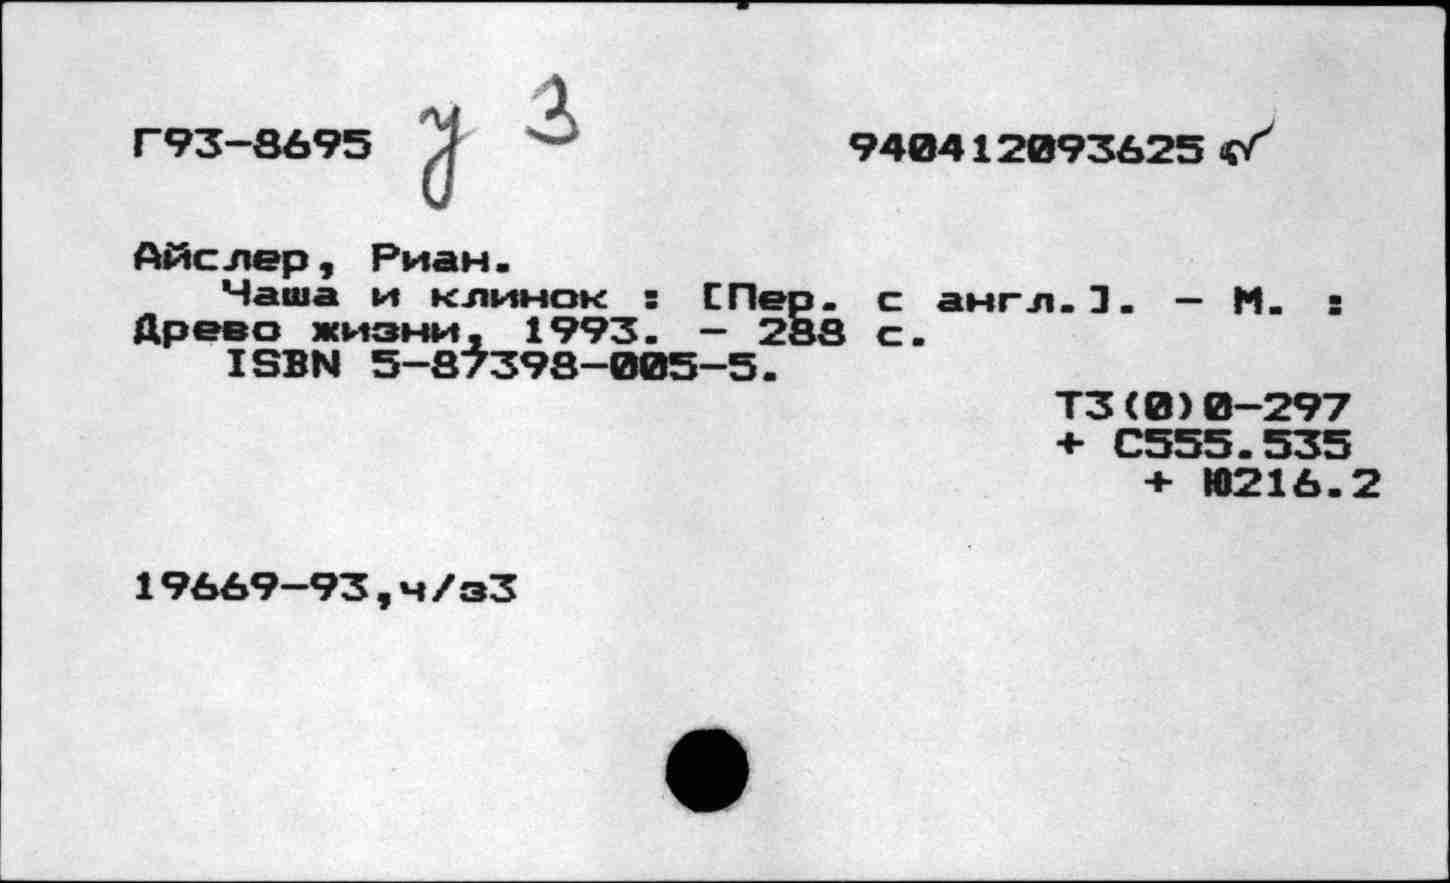 Г93-8695 у 3 940412093625
Айслер, Риан.
Чаша и клинок : [Пер. с англ.]. - М. :
Древо жизни, 1993. - 288 с.
ISBN 5-87398-005-5.
Т3(0)0-297
+ С555.535
+ Ю216.2
19669-93,ч/з3